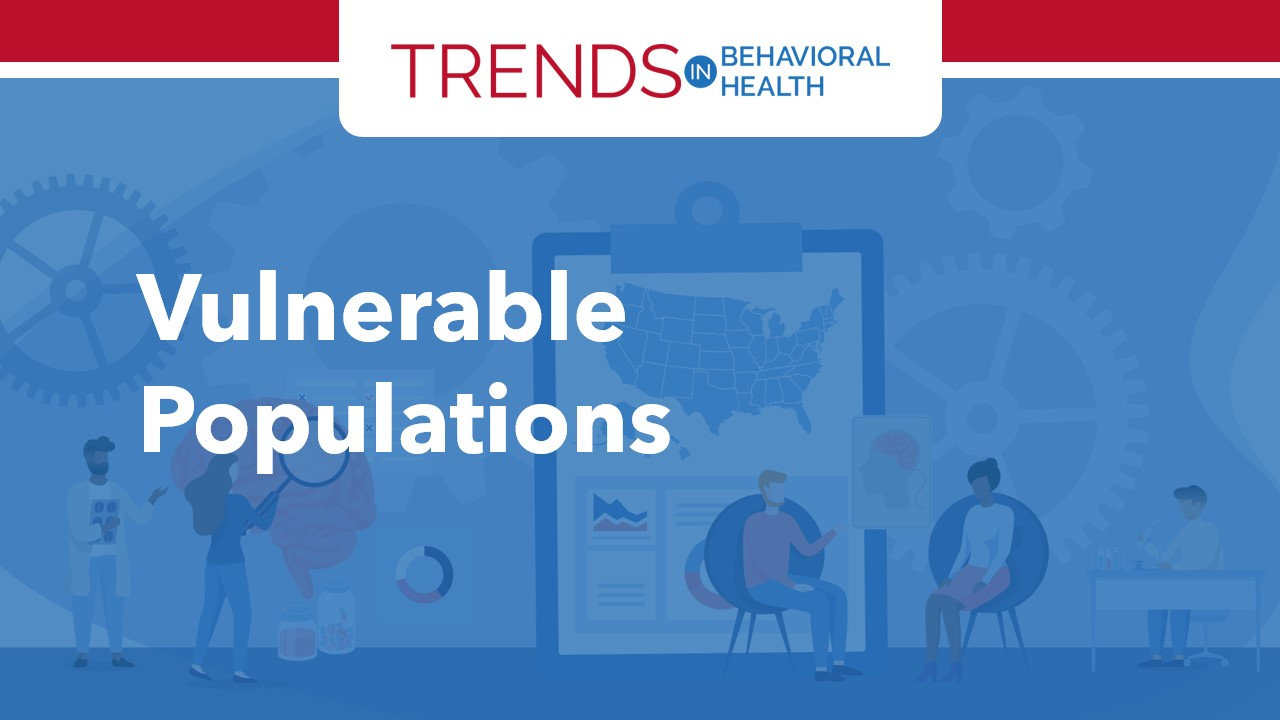 TRENDS IN BEHAVIORAL HEALTH
Vulnerable
Populations